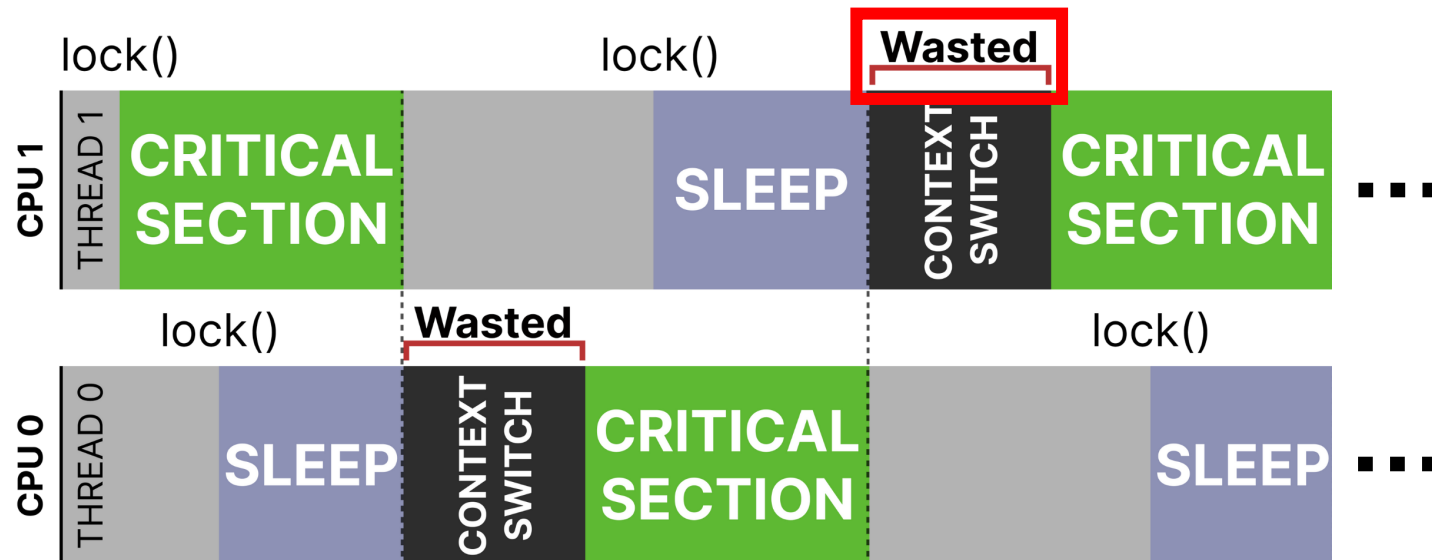 lock()
lock()
Wasted
CPU 1
THREAD 1
CRITICAL
SECTION
SLEEP
CONTEXT
SWITCH
CRITICAL
SECTION
...
lock()
Wasted
lock()
CPU 0
THREAD 0
SLEEP
CONTEXT
SWITCH
CRITICAL
SECTION
SLEEP
...